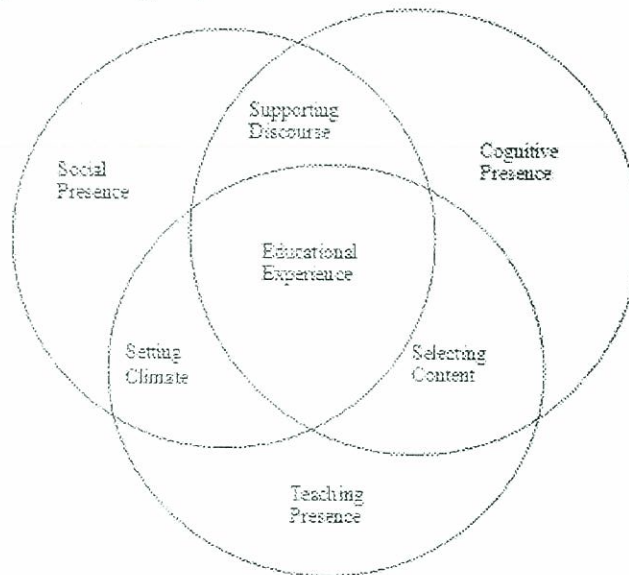 Supporting
Discourse
Social
Presence
Cognitive
Presence
Educational
Experience
Setting
Climate
Selecting
Content
Teaching
Presence